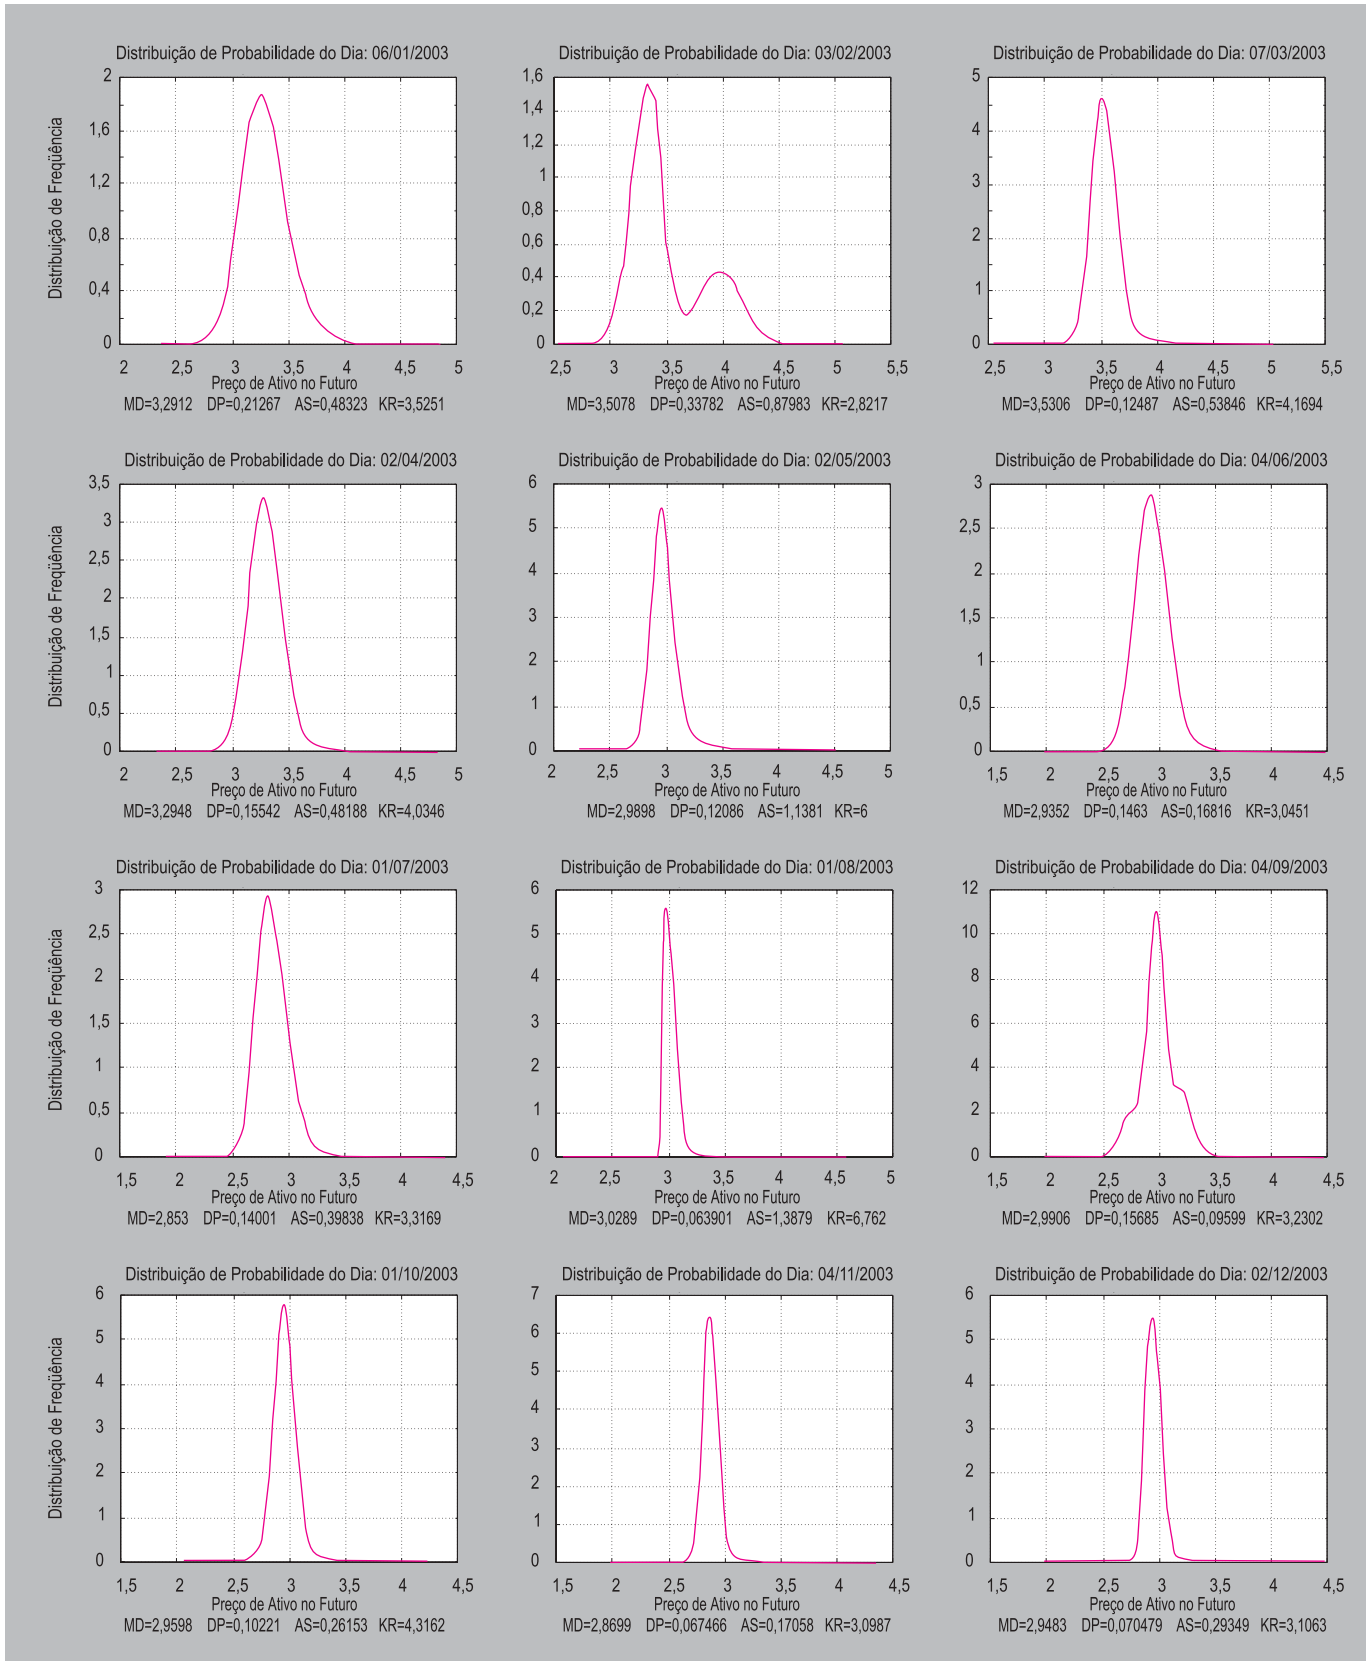 Distribuição de Probabilidade do Dia: 06/01/2003
Distribuição de Freqüência
2
1,6
1,2
0,8
0,4
0
2 2,5 3 3,5 4 4,5 5
Preço de Ativo no Futuro
MD=3,2912 DP=0,21267 AS=0,48323 KR=3,5251
Distribuição de Probabilidade do Dia: 03/02/2003
1,6
1,4
1,2
1
0,8
0,6
0,4
0,2
0
2,5 3 3,5 4 4,5 5 5,5
Preço de Ativo no Futuro
MD=3,5078 DP=0,33782 AS=0,87983 KR=2,8217
Distribuição de Probabilidade do Dia: 07/03/2003
5
4
3
2
1
0
2,5 3 3,5 4 4,5 5 5,5
Preço de Ativo no Futuro
MD=3,5306 DP=0,12487 AS=0,53846 KR=4,1694
Distribuição de Probabilidade do Dia: 02/04/2003
Distribuição de Freqüência
3,5
3
2,5
2
1,5
1
0,5
0
2 2,5 3 3,5 4 4,5 5
Preço de Ativo no Futuro
MD=3,2948 DP=0,15542 AS=0,48188 KR=4,0346
Distribuição de Probabilidade do Dia: 02/05/2003
6
5
4
3
2
1
0
2 2,5 3 3,5 4 4,5 5
Preço de Ativo no Futuro
MD=2,9898 DP=0,12086 AS=1,1381 KR=6
Distribuição de Probabilidade do Dia: 04/06/2003
3
2,5
2
1,5
1
0,5
0
1,5 2 2,5 3 3,5 4 4,5
Preço de Ativo no Futuro
MD=2,9352 DP=0,1463 AS=0,16816 KR=3,0451
Distribuição de Probabilidade do Dia: 01/07/2003
Distribuição de Freqüência
3
2,5
2
1,5
1
0,5
0
1,5 2 2,5 3 3,5 4 4,5
Preço de Ativo no Futuro
MD=2,853 DP=0,14001 AS=0,39838 KR=3,3169
Distribuição de Probabilidade do Dia: 01/08/2003
6
5
4
3
2
1
0
2 2,5 3 3,5 4 4,5 5
Preço de Ativo no Futuro
MD=3,0289 DP=0,063901 AS=1,3879 KR=6,762
Distribuição de Probabilidade do Dia: 04/09/2003
12
10
8
6
4
2
0
1,5 2 2,5 3 3,5 4 4,5
Preço de Ativo no Futuro
MD=2,9906 DP=0,15685 AS=0,09599 KR=3,2302
Distribuição de Probabilidade do Dia: 01/10/2003
Distribuição de Freqüência
6
5
4
3
2
1
0
1,5 2 2,5 3 3,5 4 4,5
Preço de Ativo no Futuro
MD=2,9598 DP=0,10221 AS=0,26153 KR=4,3162
Distribuição de Probabilidade do Dia: 04/11/2003
7
6
5
4
3
2
1
0
1,5 2 2,5 3 3,5 4 4,5
Preço de Ativo no Futuro
MD=2,8699 DP=0,067466 AS=0,17058 KR=3,0987
Distribuição de Probabilidade do Dia: 02/12/2003
6
5
4
3
2
1
0
1,5 2 2,5 3 3,5 4 4,5
Preço de Ativo no Futuro
MD=2,9483 DP=0,070479 AS=0,29349 KR=3,1063